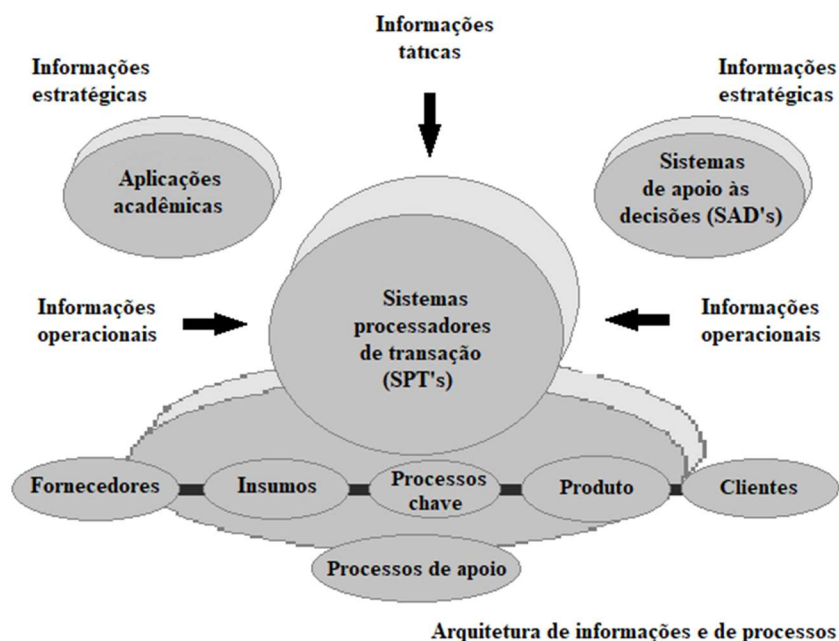 Informações
táticas
Informações
estratégicas
Informações
estratégicas
Aplicações
acadêmicas
Sistemas
de apoio às
decisões (SAD's)
Informações
operacionais
Sistemas
processadores
de transação
(SPT's)
Informações
operacionais
Fornecedores
Insumos
Processos
chave
Produto
Clientes
Processos de apoio
Arquitetura de informações e de processos